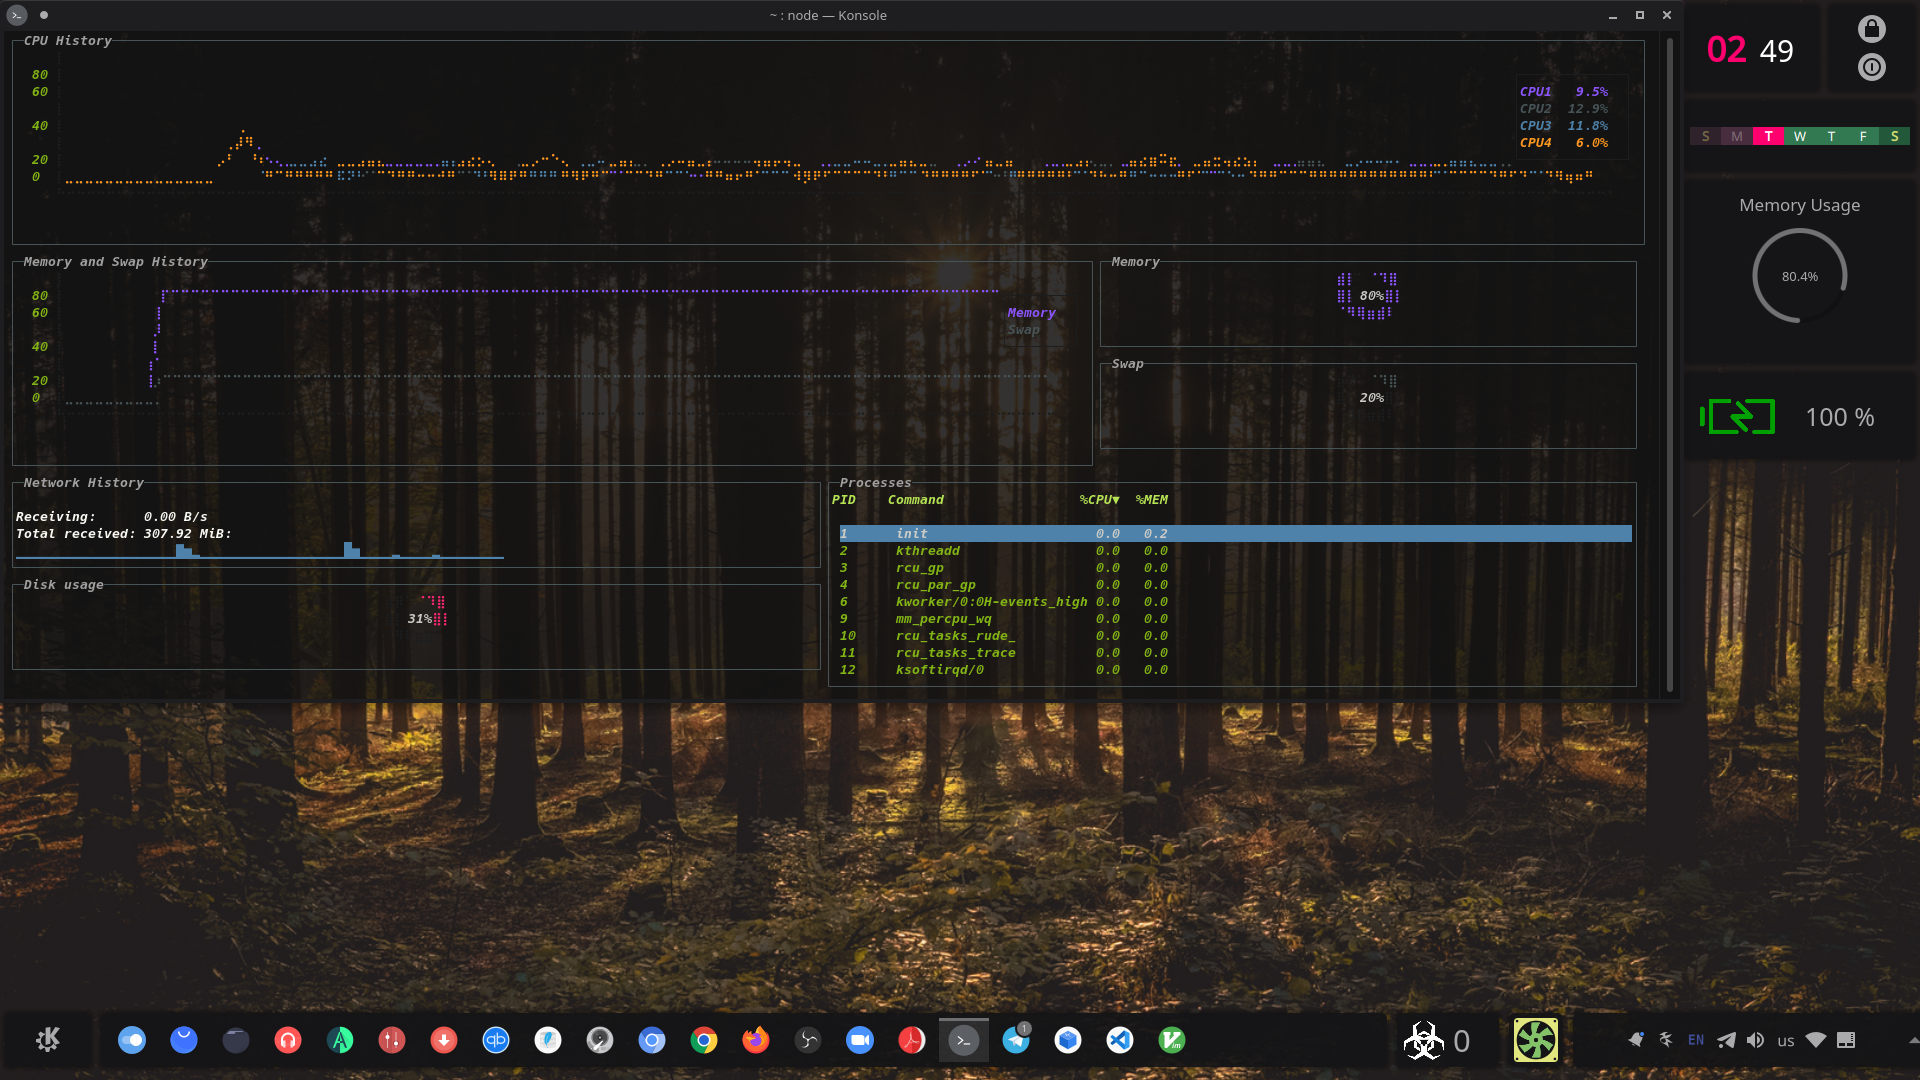 ~ : node — Konsole
CPU History
80
60
40
20
0
CPU1 9.5%
CPU2 12.9%
CPU3 11.8%
CPU4 6.0%
Memory and Swap History
80
60
40
20
0
Memory
Swap
Memory
80%
Swap
20%
Network History
Receiving: 0.00 B/s
Total received: 307.92 MiB:
Disk usage
31%
Processes
PID Command %CPU▼ %MEM
1 init 0.0 0.2
2 kthreadd 0.0 0.0
3 rcu_gp 0.0 0.0
4 rcu_par_gp 0.0 0.0
6 kworker/0:0H-events_high 0.0 0.0
9 mm_percpu_wq 0.0 0.0
10 rcu_tasks_rude_ 0.0 0.0
11 rcu_tasks_trace 0.0 0.0
12 ksoftirqd/0 0.0 0.0
02 49
S M T W T F S
Memory Usage
80.4%
100 %
qb
1
Vim
0
EN
us